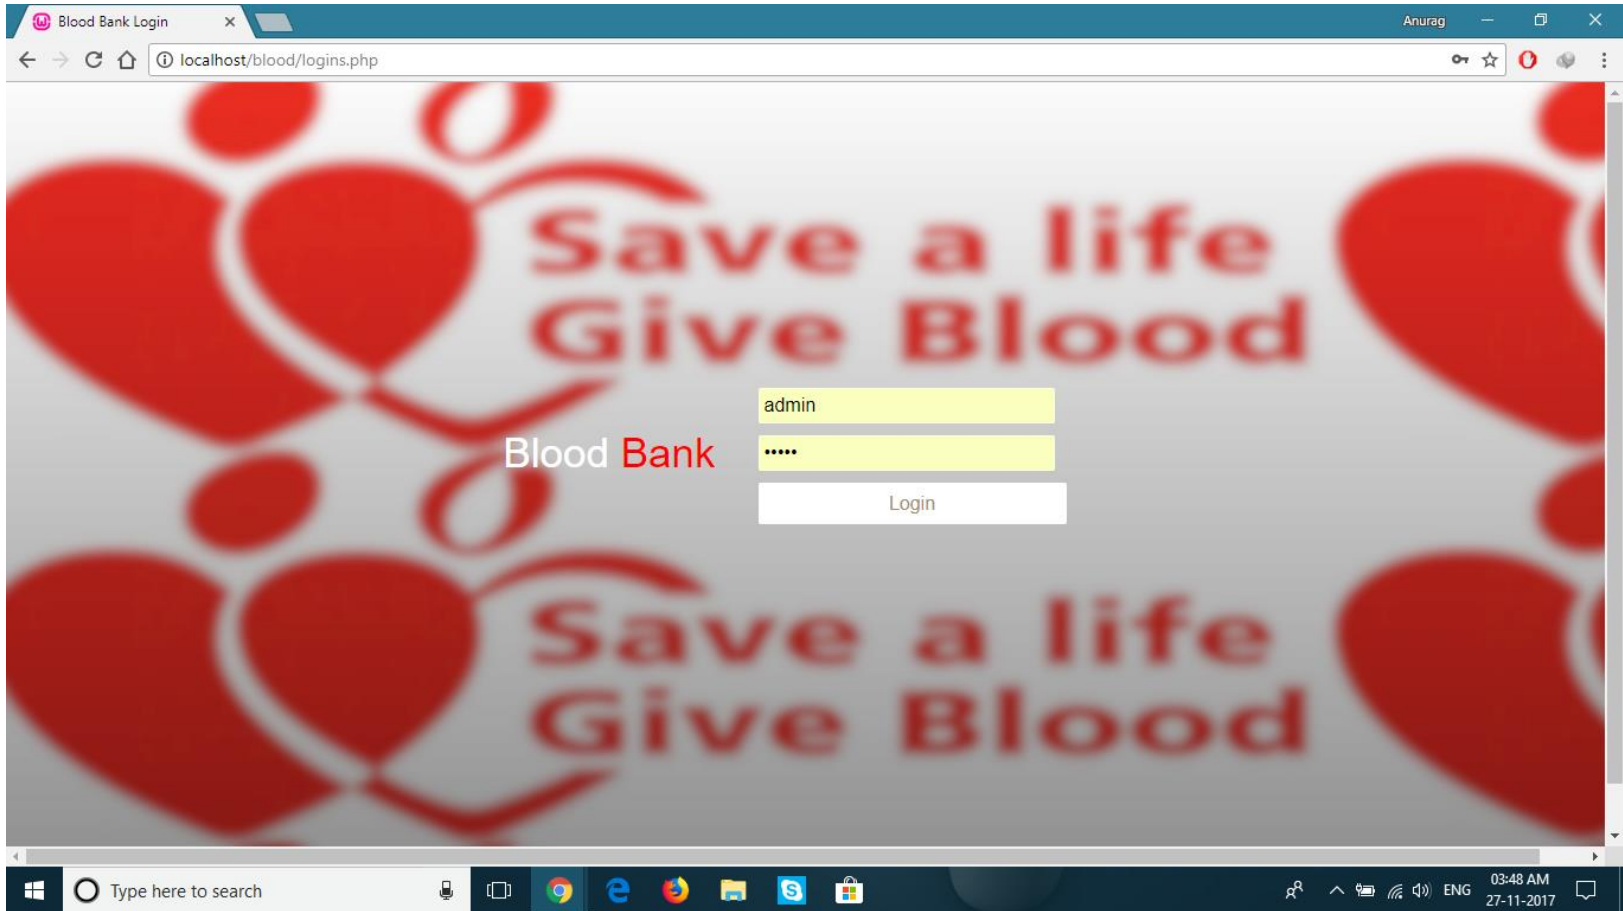 Blood Bank Login
Anurag
localhost/blood/logins.php
Save a life
Give Blood
admin
Blood Bank
•••••
Login
Save a life
Give Blood
Type here to search
ENG
03:48 AM
27-11-2017